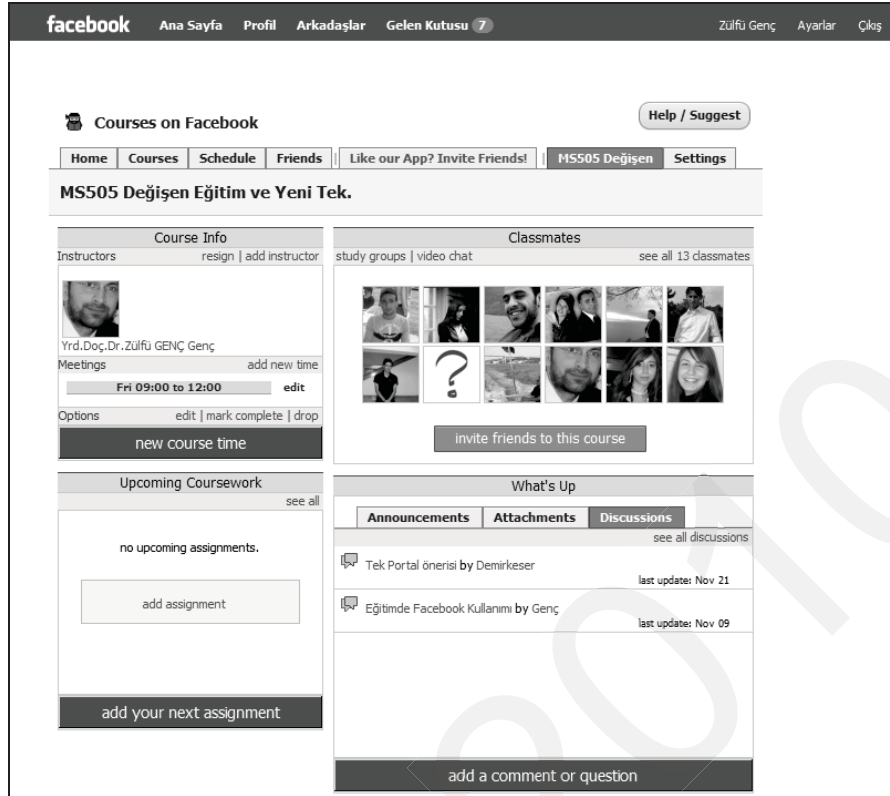 facebook Ana Sayfa Profil Arkadaşlar Gelen Kutusu 7 Zülfü Genç Ayarlar Çıkış
Courses on Facebook
Help / Suggest
Home Courses Schedule Friends | Like our App? Invite Friends! | MS505 Değişen Settings
MS505 Değişen Eğitim ve Yeni Tek.
Course Info
Instructors resign | add instructor
Yrd.Doç.Dr.Zülfü GENÇ Genç
Meetings add new time
Fri 09:00 to 12:00 edit
Options edit | mark complete | drop
new course time
Classmates
study groups | video chat see all 13 classmates
?
invite friends to this course
Upcoming Coursework
see all
no upcoming assignments.
add assignment
add your next assignment
What's Up
Announcements Attachments Discussions
see all discussions
Tek Portal önerisi by Demirkeser
last update: Nov 21
Eğitimde Facebook Kullanımı by Genç
last update: Nov 09
add a comment or question
2010